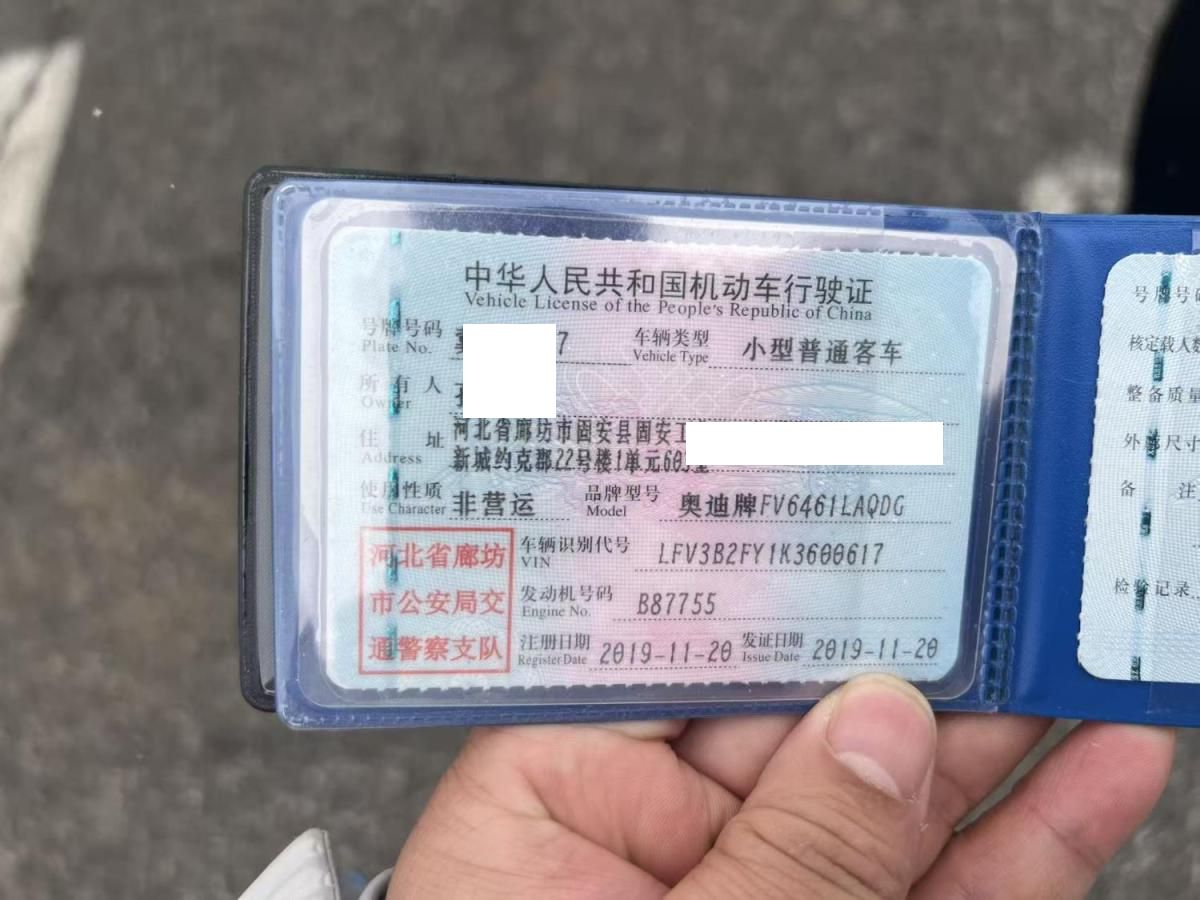 中华人民共和国机动车行驶证
Vehicle License of the People's Republic of China
号牌号码 Plate No. 冀 7 车辆类型 Vehicle Type 小型普通客车
所有人 Owner
住址 Address 河北省廊坊市固安县固安工
新城约克郡22号楼1单元60
使用性质 Use Character 非营运 品牌型号 Model 奥迪牌FV6461LAQDG
河北省廊坊市公安局交通警察支队
车辆识别代号 VIN LFV3B2FY1K3600617
发动机号码 Engine No. B87755
注册日期 Register Date 2019-11-20 发证日期 Issue Date 2019-11-20
号牌号码
核定载人数
整备质量
外廓尺寸
备注
检验记录